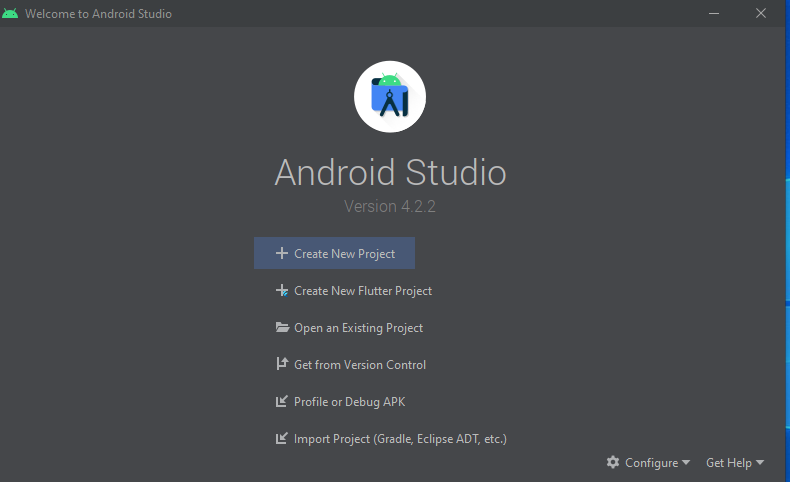 Welcome to Android Studio
Android Studio
Version 4.2.2
Create New Project
Create New Flutter Project
Open an Existing Project
Get from Version Control
Profile or Debug APK
Import Project (Gradle, Eclipse ADT, etc.)
Configure Get Help